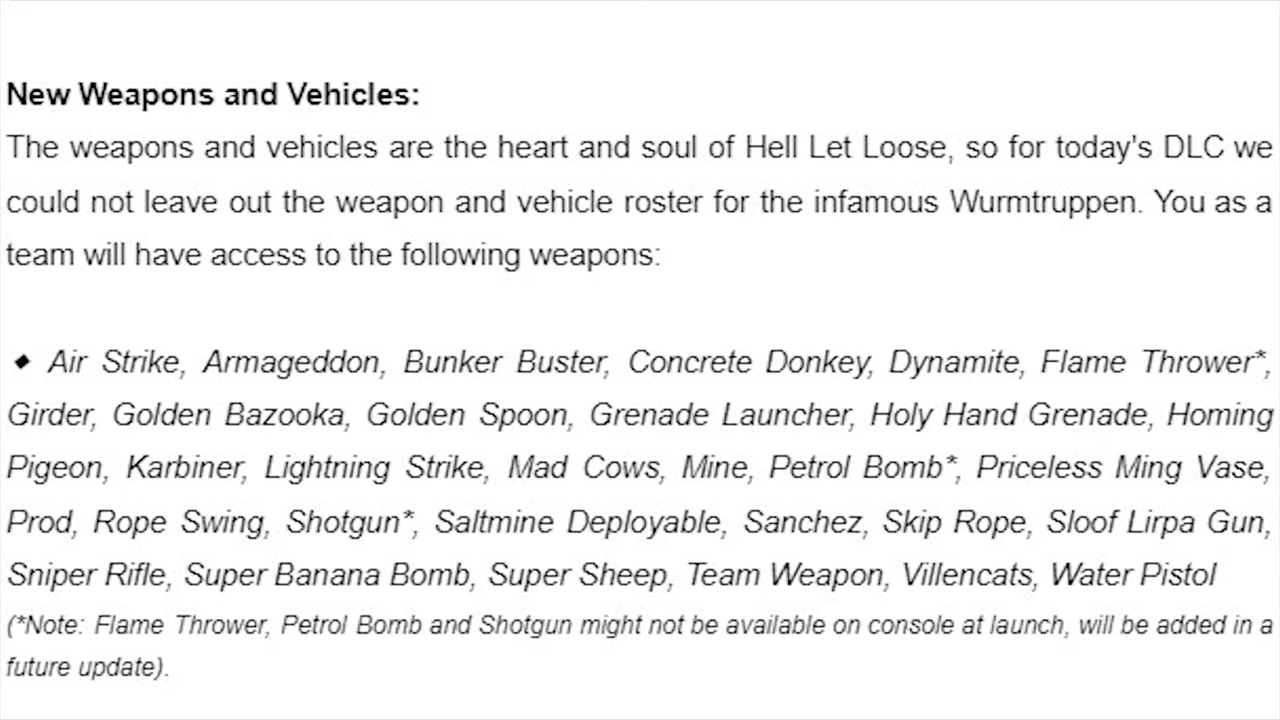 New Weapons and Vehicles:
The weapons and vehicles are the heart and soul of Hell Let Loose, so for today's DLC we
could not leave out the weapon and vehicle roster for the infamous Wurmtruppen. You as a
team will have access to the following weapons:
◆ Air Strike, Armageddon, Bunker Buster, Concrete Donkey, Dynamite, Flame Thrower*,
Girder, Golden Bazooka, Golden Spoon, Grenade Launcher, Holy Hand Grenade, Homing
Pigeon, Karbiner, Lightning Strike, Mad Cows, Mine, Petrol Bomb*, Priceless Ming Vase,
Prod, Rope Swing, Shotgun*, Saltmine Deployable, Sanchez, Skip Rope, Sloof Lirpa Gun,
Sniper Rifle, Super Banana Bomb, Super Sheep, Team Weapon, Villencats, Water Pistol
(*Note: Flame Thrower, Petrol Bomb and Shotgun might not be available on console at launch, will be added in a
future update).